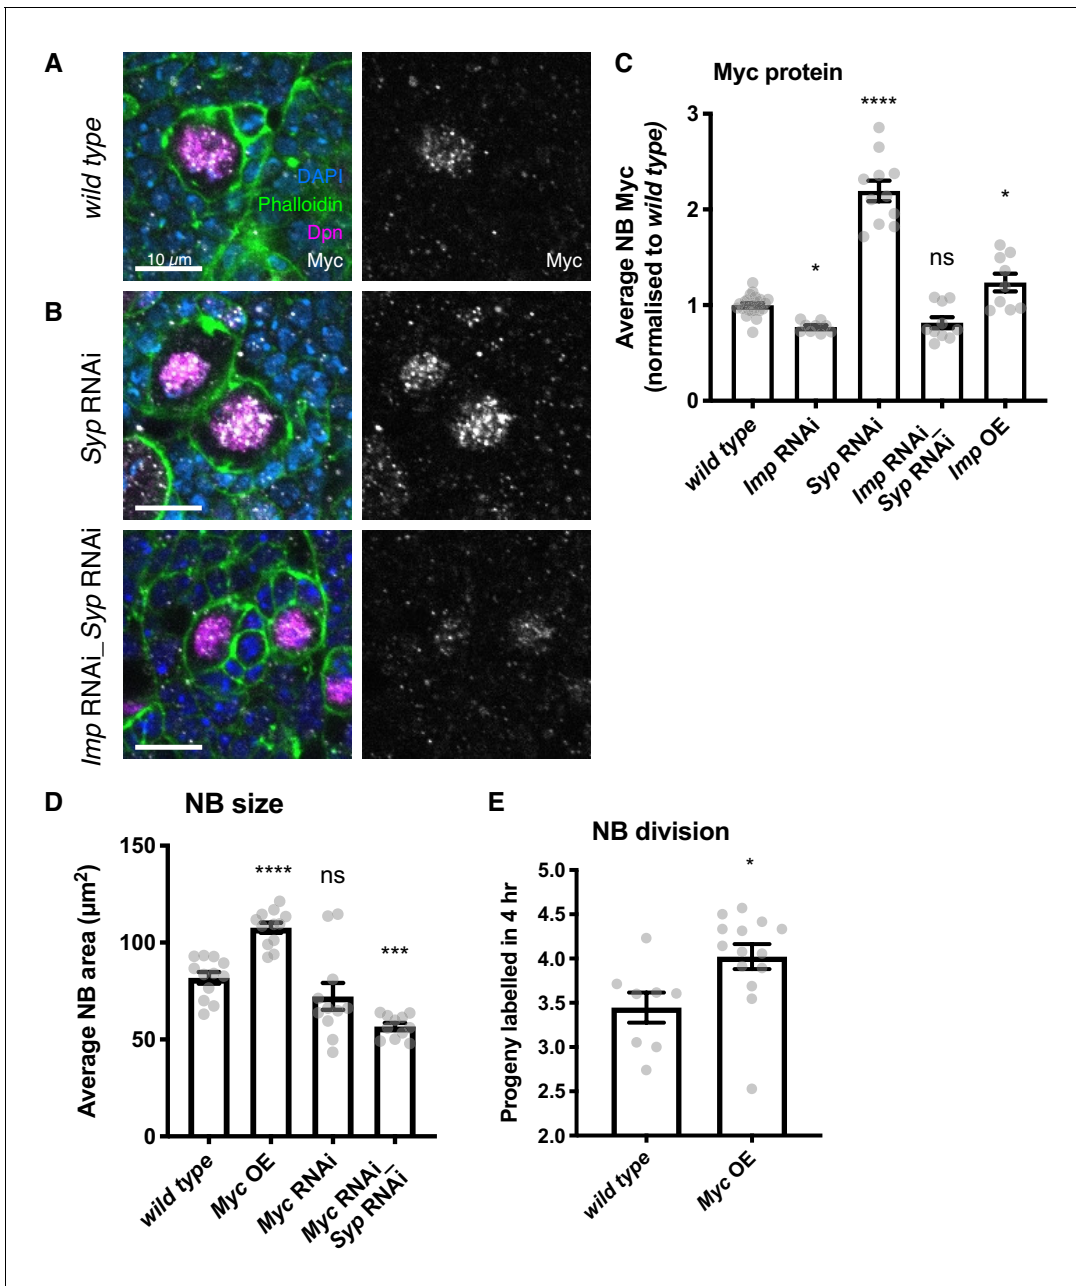 A
wild type
DAPI
Phalloidin
Dpn
Myc
10 µm
Myc
B
Syp RNAi
Imp RNAi_Syp RNAi
C
Myc protein
Average NB Myc
(normalised to wild type)
3
2
1
0
*
****
ns
*
wild type
Imp RNAi
Syp RNAi
Imp RNAi_
Syp RNAi
Imp OE
D
NB size
Average NB area (µm²)
150
100
50
0
****
ns
***
wild type
Myc OE
Myc RNAi
Myc RNAi_
Syp RNAi
E
NB division
Progeny labelled in 4 hr
5.0
4.5
4.0
3.5
3.0
2.5
2.0
*
wild type
Myc OE